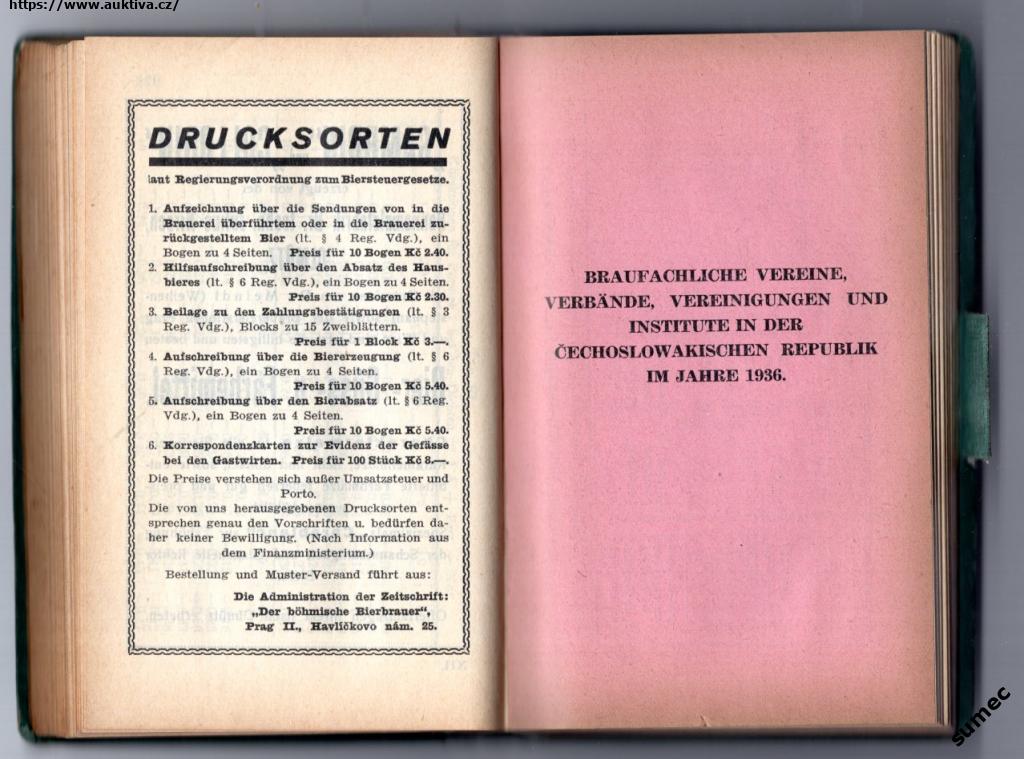 https://www.auktiva.cz/
DRUCKSORTEN
laut Regierungsverordnung zum Biersteuergesetze.
1. Aufzeichnung über die Sendungen von in die
Brauerei überführtem oder in die Brauerei zu-
rückgestelltem Bier (lt. § 4 Reg. Vdg.), ein
Bogen zu 4 Seiten. Preis für 10 Bogen Kč 2.40.
2. Hilfsaufschreibung über den Absatz des Haus-
bieres (lt. § 6 Reg. Vdg.), ein Bogen zu 4 Seiten.
Preis für 10 Bogen Kč 2.30.
3. Beilage zu den Zahlungsbestätigungen (lt. § 3
Reg. Vdg.), Blocks zu 15 Zweiblättern.
Preis für 1 Block Kč 3.—.
4. Aufschreibung über die Biererzeugung (lt. § 6
Reg. Vdg.), ein Bogen zu 4 Seiten.
Preis für 10 Bogen Kč 5.40.
5. Aufschreibung über den Bierabsatz (lt. § 6 Reg.
Vdg.), ein Bogen zu 4 Seiten.
Preis für 10 Bogen Kč 5.40.
6. Korrespondenzkarten zur Evidenz der Gefässe
bei den Gastwirten. Preis für 100 Stück Kč 8.—.
Die Preise verstehen sich außer Umsatzsteuer und
Porto.
Die von uns herausgegebenen Drucksorten ent-
sprechen genau den Vorschriften u. bedürfen da-
her keiner Bewilligung. (Nach Information aus
dem Finanzministerium.)
Bestellung und Muster-Versand führt aus:
Die Administration der Zeitschrift:
„Der böhmische Bierbrauer",
Prag II., Havlíčkovo nám. 25.
BRAUFACHLICHE VEREINE,
VERBÄNDE, VEREINIGUNGEN UND
INSTITUTE IN DER
ČECHOSLOWAKISCHEN REPUBLIK
IM JAHRE 1936.
sumec